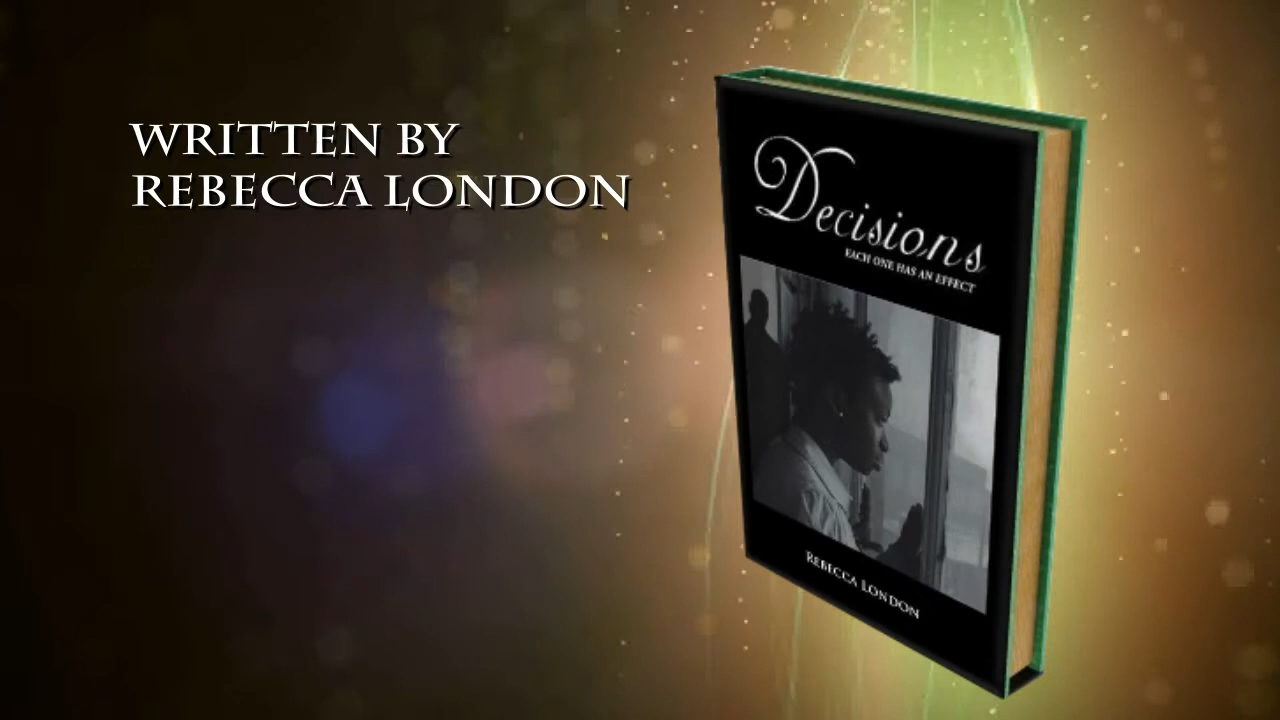 WRITTEN BY
REBECCA LONDON
Decisions
EACH ONE HAS AN EFFECT
REBECCA LONDON